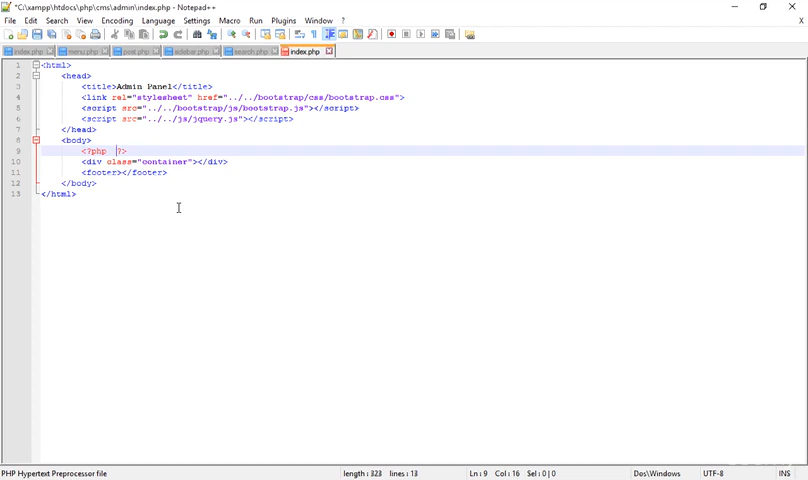 *C:\xampp\htdocs\php\cms\admin\index.php - Notepad++
File Edit Search View Encoding Language Settings Macro Run Plugins Window ? X
index.php menu.php post.php sidebar.php search.php index.php
1 <html>
2 <head>
3 <title>Admin Panel</title>
4 <link rel="stylesheet" href="../../bootstrap/css/bootstrap.css">
5 <script src="../../bootstrap/js/bootstrap.js"></script>
6 <script src="../../js/jquery.js"></script>
7 </head>
8 <body>
9 <?php ?>
10 <div class="container"></div>
11 <footer></footer>
12 </body>
13 </html>
PHP Hypertext Preprocessor file length : 323 lines : 13 Ln : 9 Col : 16 Sel : 0 | 0 Dos\Windows UTF-8 INS